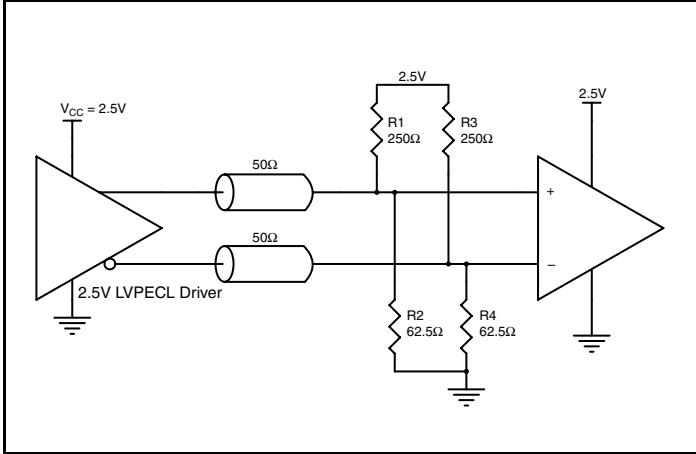 2.5V
V_CC = 2.5V
2.5V
R1
250Ω
R3
250Ω
50Ω
+
50Ω
–
2.5V LVPECL Driver
R2
62.5Ω
R4
62.5Ω